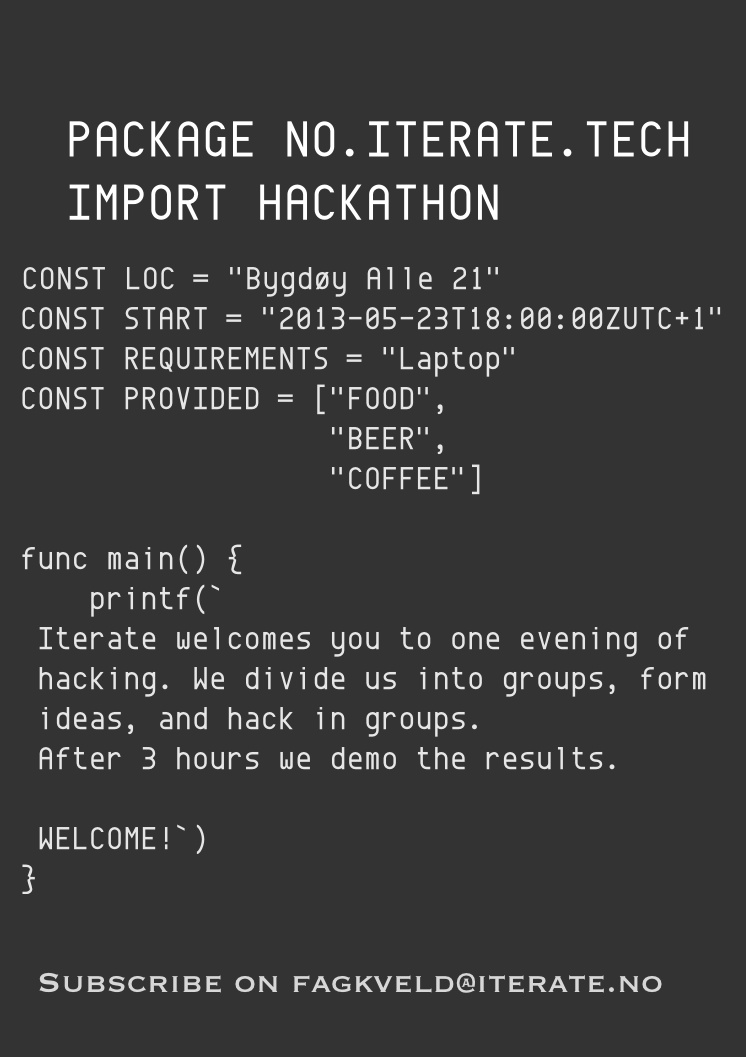 PACKAGE NO.ITERATE.TECH
IMPORT HACKATHON
CONST LOC = "Bygdøy Alle 21"
CONST START = "2013-05-23T18:00:00ZUTC+1"
CONST REQUIREMENTS = "Laptop"
CONST PROVIDED = ["FOOD",
"BEER",
"COFFEE"]
func main() {
printf(`
Iterate welcomes you to one evening of
hacking. We divide us into groups, form
ideas, and hack in groups.
After 3 hours we demo the results.
WELCOME!`)
}
SUBSCRIBE ON FAGKVELD@ITERATE.NO